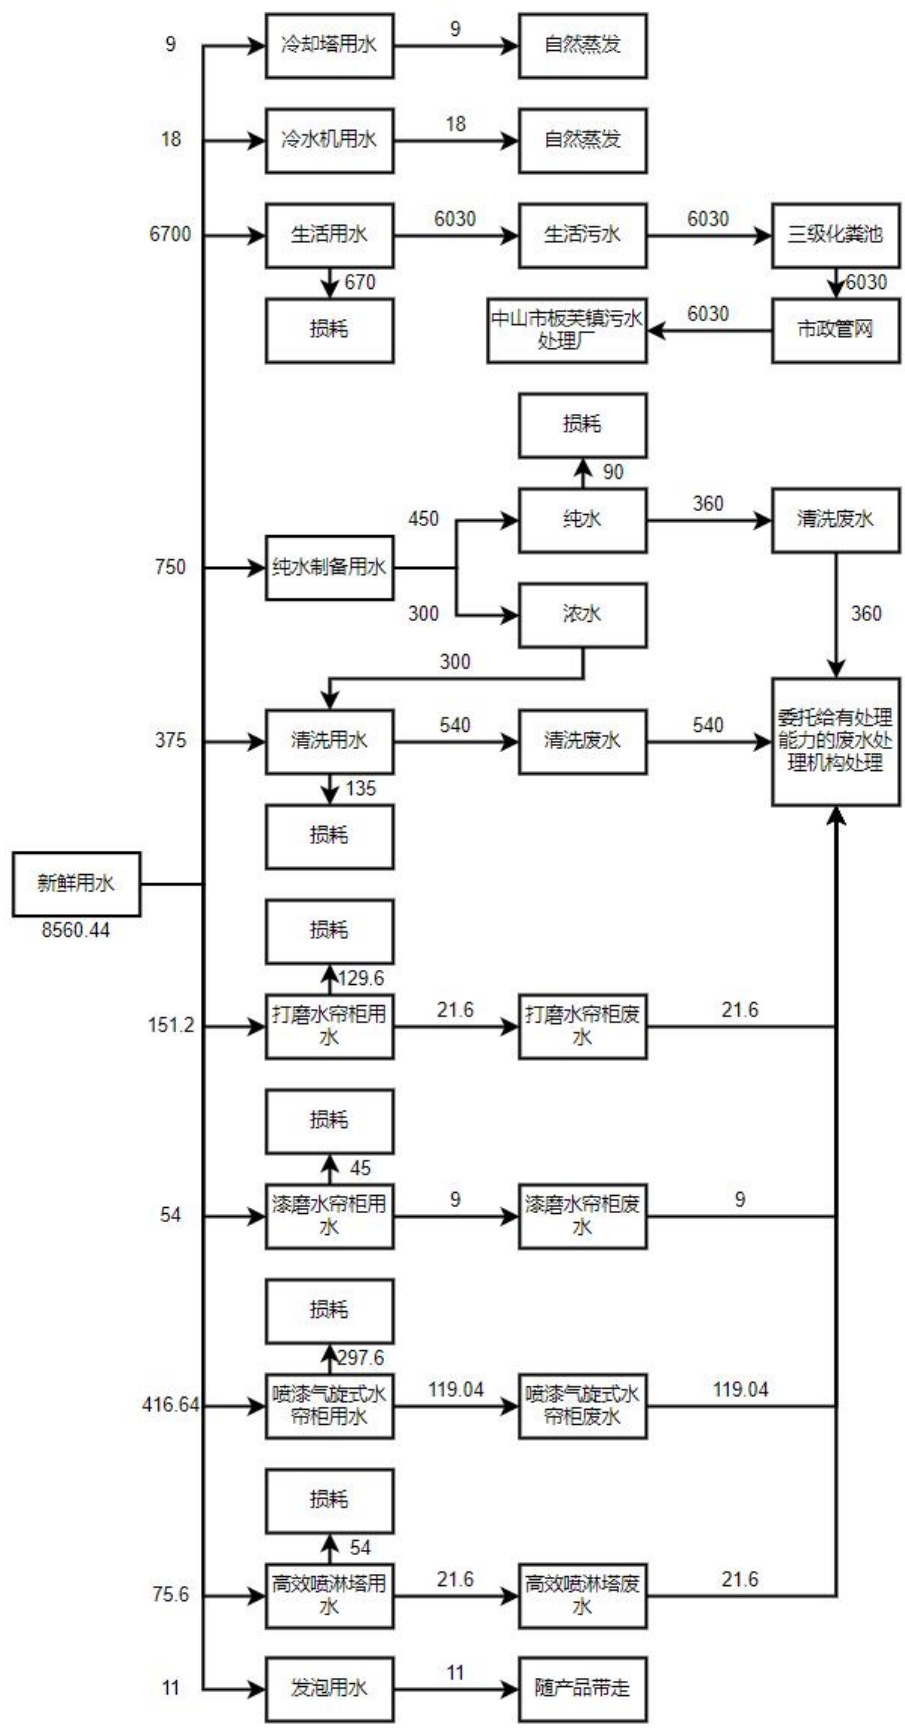 9
冷却塔用水
9
自然蒸发
18
冷水机用水
18
自然蒸发
6700
生活用水
6030
生活污水
6030
三级化粪池
670
6030
损耗
中山市板芙镇污水
处理厂
6030
市政管网
损耗
90
450
纯水
360
清洗废水
750
纯水制备用水
300
浓水
360
300
375
清洗用水
540
清洗废水
540
委托给有处理
能力的废水处
理机构处理
135
损耗
新鲜用水
8560.44
损耗
129.6
151.2
打磨水帘柜用
水
21.6
打磨水帘柜废
水
21.6
损耗
45
54
漆磨水帘柜用
水
9
漆磨水帘柜废
水
9
损耗
297.6
416.64
喷漆气旋式水
帘柜用水
119.04
喷漆气旋式水
帘柜废水
119.04
损耗
54
75.6
高效喷淋塔用
水
21.6
高效喷淋塔废
水
21.6
11
发泡用水
11
随产品带走